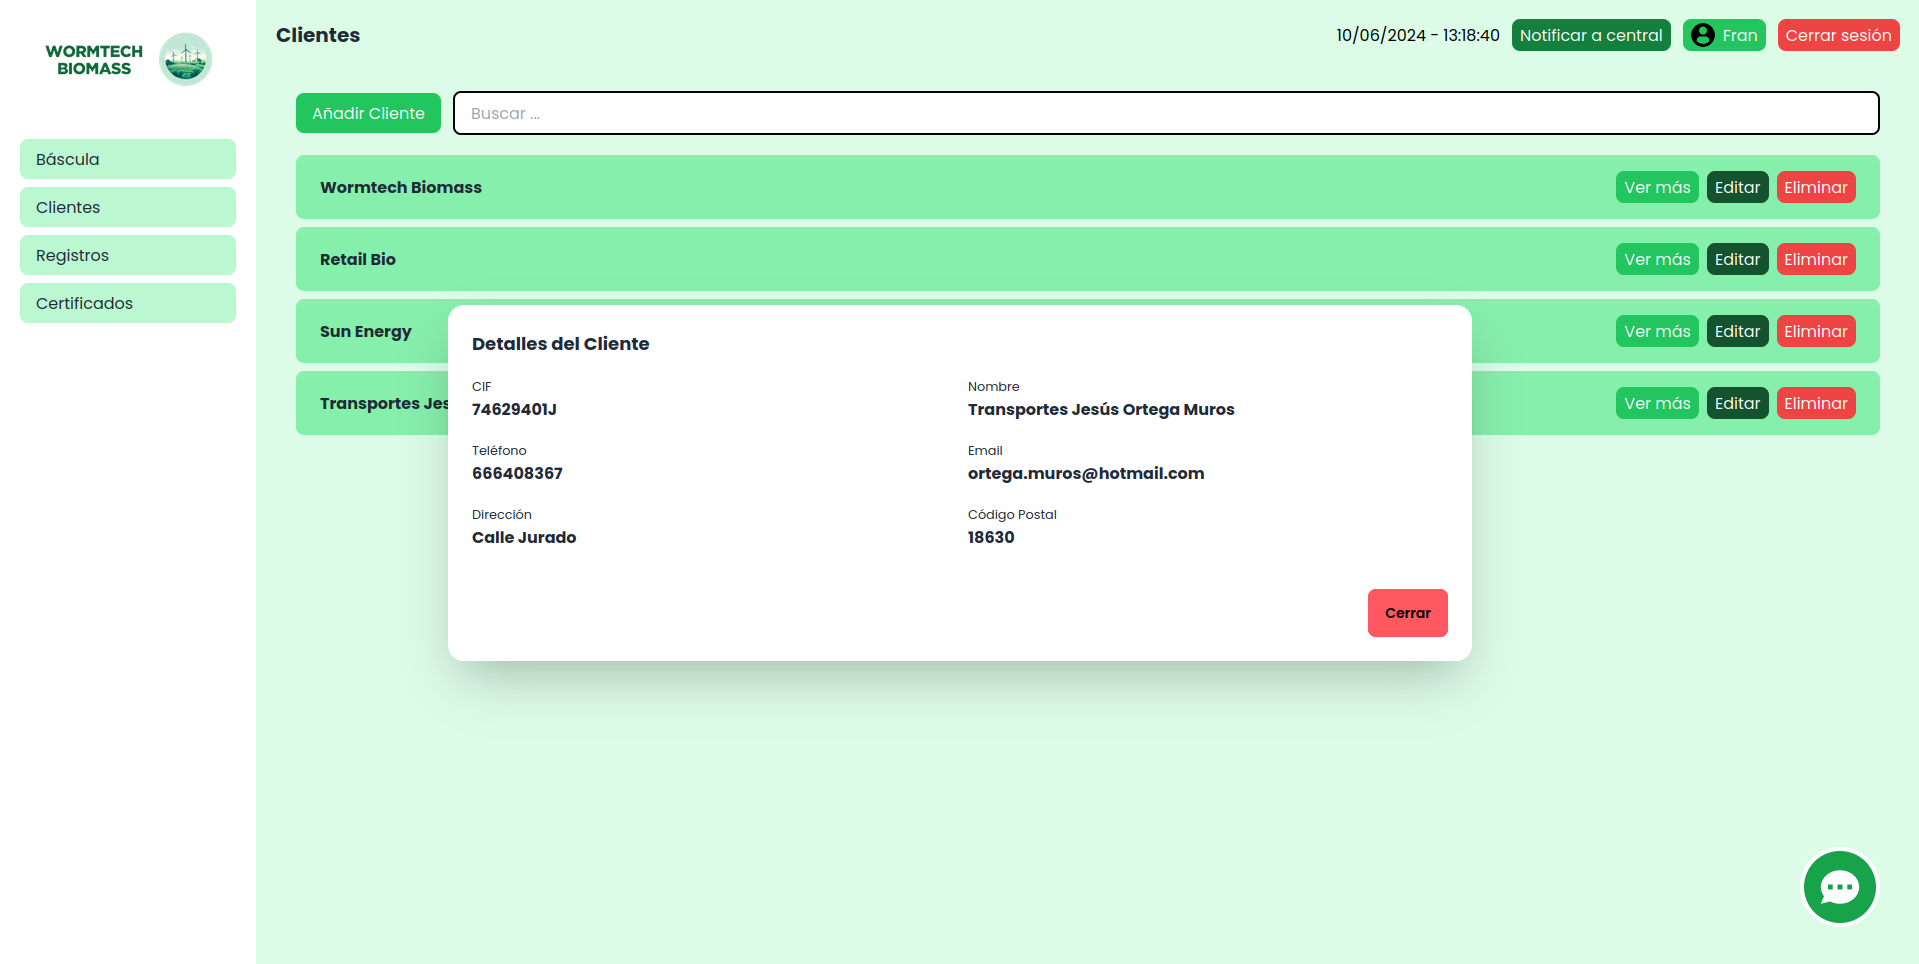 WORMTECH
BIOMASS
Báscula
Clientes
Registros
Certificados
Clientes
10/06/2024 - 13:18:40
Notificar a central
Fran
Cerrar sesión
Añadir Cliente
Buscar ...
Wormtech Biomass
Ver más
Editar
Eliminar
Retail Bio
Ver más
Editar
Eliminar
Sun Energy
Ver más
Editar
Eliminar
Transportes Jes
Ver más
Editar
Eliminar
Detalles del Cliente
CIF
74629401J
Nombre
Transportes Jesús Ortega Muros
Teléfono
666408367
Email
ortega.muros@hotmail.com
Dirección
Calle Jurado
Código Postal
18630
Cerrar